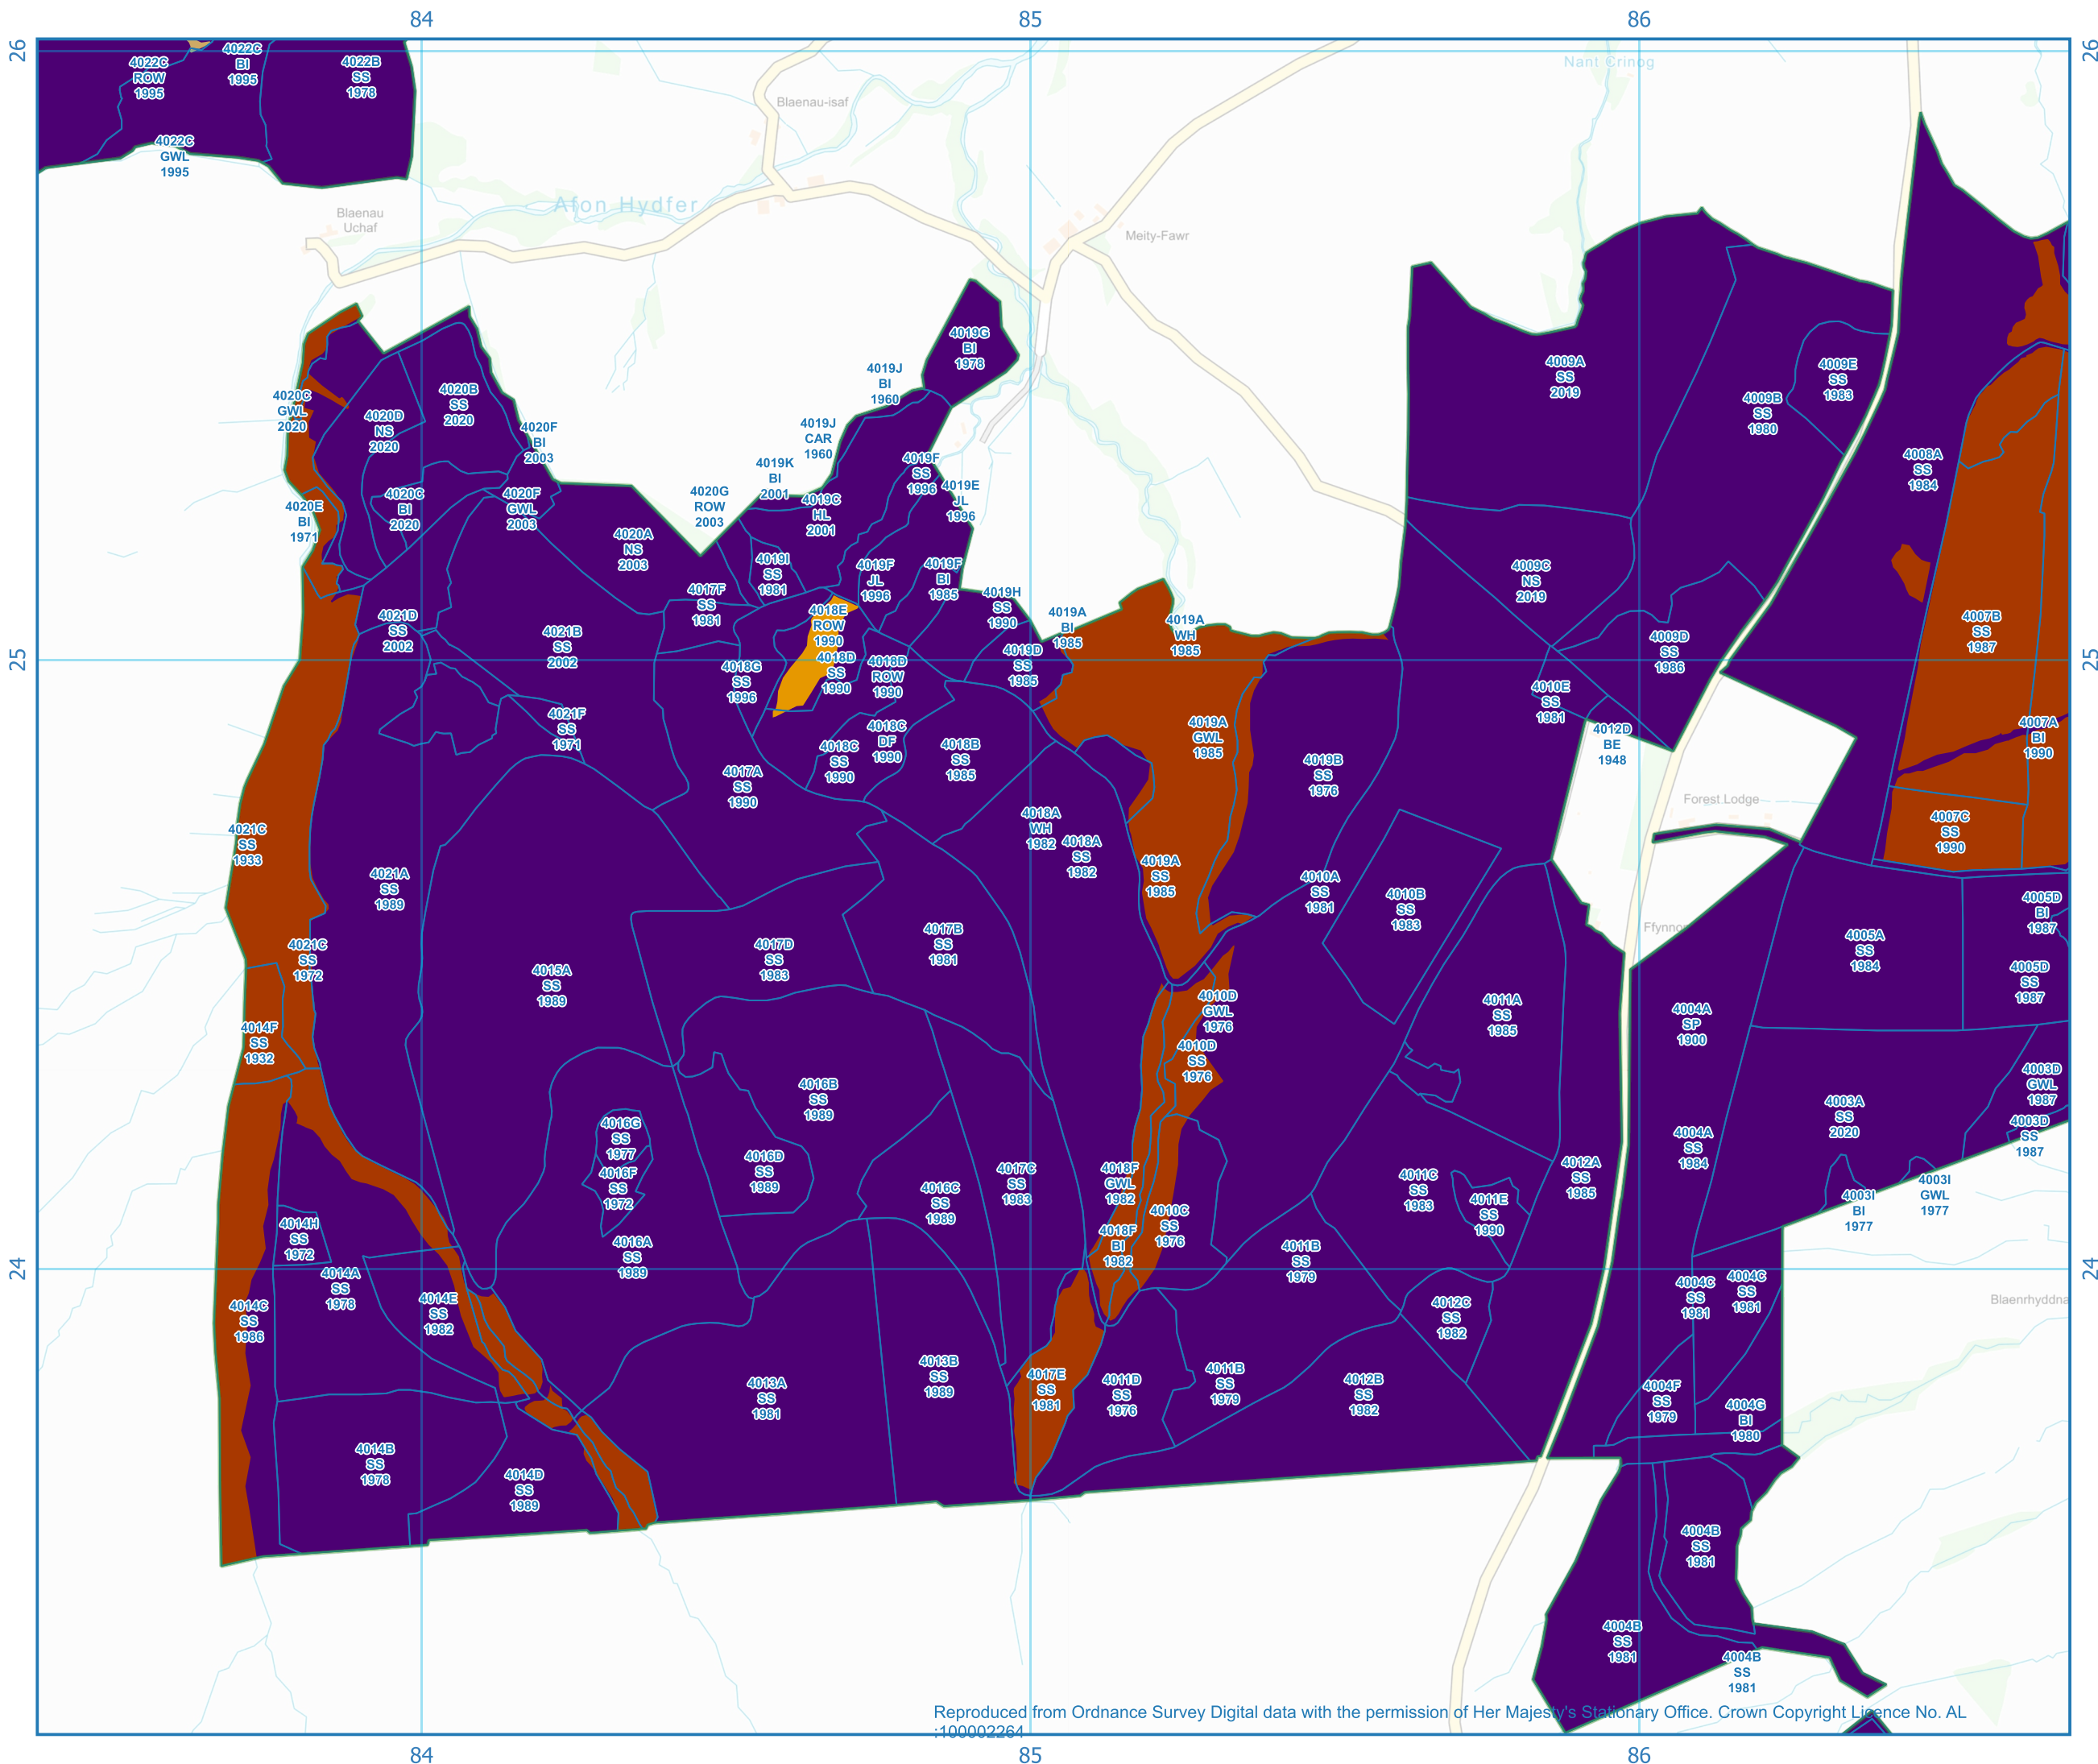 84
85
86
26
26
4022C
ROW
1995
4022C
BI
1995
4022B
SS
1978
4022C
GWL
1995
Blaenau-isaf
Nant Crinog
Blaenau
Uchaf
Afon Hydfer
Meity-Fawr
4019G
BI
1978
4019J
BI
1960
4009A
SS
2019
4009E
SS
1983
4009B
SS
1980
4020C
GWL
2020
4020D
NS
2020
4020B
SS
2020
4020F
BI
2003
4019J
CAR
1960
4019K
BI
2001
4019F
SS
1996
4008A
SS
1984
4020E
BI
1971
4020C
BI
2020
4020F
GWL
2003
4020G
ROW
2003
4019C
HL
2001
4019E
JL
1996
4020A
NS
2003
4019I
SS
1981
4019F
JL
1996
4019F
BI
1985
4009C
NS
2019
4017F
SS
1981
4019H
SS
1990
4019A
BI
1985
4019A
WH
1985
4021D
SS
2002
4021B
SS
2002
4018E
ROW
1990
4009D
SS
1986
4007B
SS
1987
25
25
4018G
SS
1996
4018D
SS
1990
4018D
ROW
1990
4019D
SS
1985
4010E
SS
1981
4021F
SS
1971
4018C
DF
1990
4018C
SS
1990
4018B
SS
1985
4019A
GWL
1985
4012D
BE
1948
4007A
BI
1990
4017A
SS
1990
4019B
SS
1976
Forest Lodge
4021C
SS
1933
4018A
WH
1982
4018A
SS
1982
4007C
SS
1990
4021A
SS
1989
4019A
SS
1985
4010A
SS
1981
4010B
SS
1983
4005D
BI
1987
Ffynnon
4021C
SS
1972
4015A
SS
1989
4017D
SS
1983
4017B
SS
1981
4005A
SS
1984
4005D
SS
1987
4014F
SS
1932
4010D
GWL
1976
4011A
SS
1985
4004A
SP
1900
4010D
SS
1976
4016B
SS
1989
4003D
GWL
1987
4016G
SS
1977
4003A
SS
2020
4003D
SS
1987
4016F
SS
1972
4016D
SS
1989
4016C
SS
1989
4017C
SS
1983
4018F
GWL
1982
4011C
SS
1983
4012A
SS
1985
4004A
SS
1984
4003I
BI
1977
4003I
GWL
1977
4014H
SS
1972
4016A
SS
1989
4018F
BI
1982
4010C
SS
1976
4011E
SS
1990
24
24
4014A
SS
1978
4011B
SS
1979
4014C
SS
1986
4014E
SS
1982
4012C
SS
1982
4004C
SS
1981
4004C
SS
1981
Blaenrhyddna
4013A
SS
1981
4013B
SS
1989
4017E
SS
1981
4011D
SS
1976
4011B
SS
1979
4012B
SS
1982
4004F
SS
1979
4004G
BI
1980
4014B
SS
1978
4014D
SS
1989
4004B
SS
1981
4004B
SS
1981
4004B
SS
1981
Reproduced from Ordnance Survey Digital data with the permission of Her Majesty's Stationary Office. Crown Copyright Licence No. AL
:100002264
84
85
86